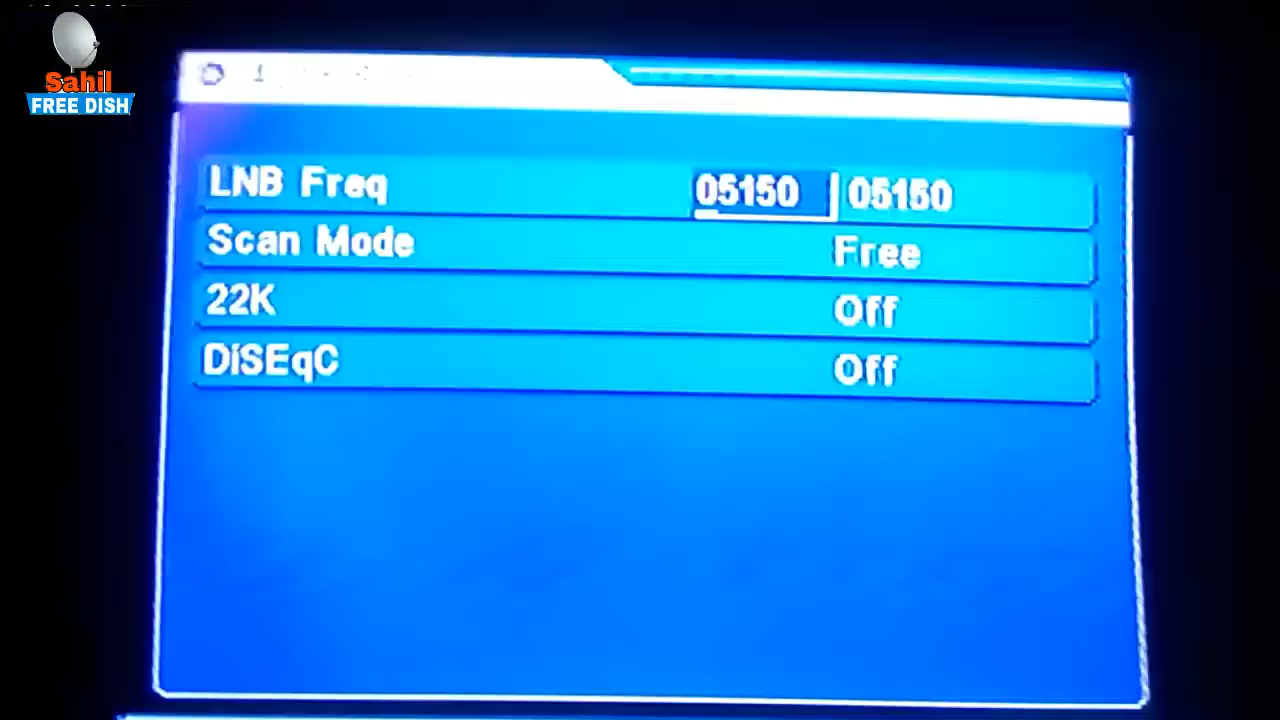 Sahil
FREE DISH
LNB Freq 05150 05150
Scan Mode Free
22K Off
DiSEqC Off